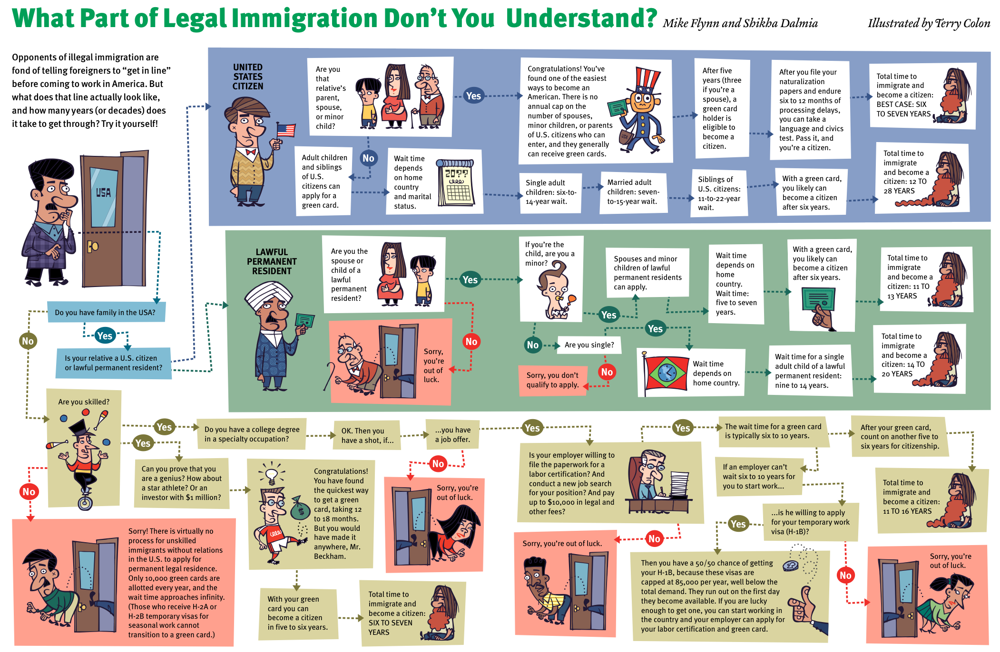 What Part of Legal Immigration Don't You Understand?
Mike Flynn and Shikha Dalmia
Illustrated by Terry Colon
Opponents of illegal immigration are
fond of telling foreigners to “get in line”
before coming to work in America. But
what does that line actually look like,
and how many years (or decades) does
it take to get through? Try it yourself!
USA
Do you have family in the USA?
No
Yes
Is your relative a U.S. citizen
or lawful permanent resident?
UNITED
STATES
CITIZEN
Are you
that
relative's
parent,
spouse,
or minor
child?
Yes
Congratulations! You've
found one of the easiest
ways to become an
American. There is no
annual cap on the
number of spouses,
minor children, or parents
of U.S. citizens who can
enter, and they generally
can receive green cards.
USA
After five
years (three
if you're a
spouse), a
green card
holder is
eligible to
become a
citizen.
After you file your
naturalization
papers and endure
six to 12 months of
processing delays,
you can take a
language and civics
test. Pass it, and
you're a citizen.
Total time to
immigrate and
become a citizen:
BEST CASE: SIX
TO SEVEN YEARS
No
Adult children
and siblings
of U.S.
citizens can
apply for a
green card.
Wait time
depends
on home
country
and marital
status.
20??
Single adult
children: six-to-
14-year wait.
Married adult
children: seven-
to-15-year wait.
Siblings of
U.S. citizens:
11-to-22-year
wait.
With a green card,
you likely can
become a citizen
after six years.
Total time to
immigrate
and become a
citizen: 12 TO
28 YEARS
LAWFUL
PERMANENT
RESIDENT
Are you the
spouse or
child of a
lawful
permanent
resident?
Yes
No
Sorry,
you're
out of
luck.
If you're the
child, are you a
minor?
Yes
Spouses and minor
children of lawful
permanent residents
can apply.
Wait time
depends on
home
country.
Wait time:
five to seven
years.
With a green card,
you likely can
become a citizen
after six years.
Total time to
immigrate
and become a
citizen: 11 TO
13 YEARS
No
Are you single?
Yes
No
Sorry, you don't
qualify to apply.
Wait time
depends on
home country.
Wait time for a single
adult child of a lawful
permanent resident:
nine to 14 years.
Total time to
immigrate
and become a
citizen: 14 TO
20 YEARS
Are you skilled?
Yes
Yes
No
Do you have a college degree
in a specialty occupation?
OK. Then you
have a shot, if...
...you have
a job offer.
Yes
No
Sorry, you're
out of luck.
Can you prove that you
are a genius? How about
a star athlete? Or an
investor with $1 million?
Congratulations!
You have found
the quickest way
to get a green
card, taking 12
to 18 months.
But you would
have made it
anywhere, Mr.
Beckham.
With your green
card you can
become a citizen
in five to six years.
Total time to
immigrate and
become a citizen:
SIX TO SEVEN
YEARS
Sorry! There is virtually no
process for unskilled
immigrants without relations
in the U.S. to apply for
permanent legal residence.
Only 10,000 green cards are
allotted every year, and the
wait time approaches infinity.
(Those who receive H-2A or
H-2B temporary visas for
seasonal work cannot
transition to a green card.)
Is your employer willing to
file the paperwork for a
labor certification? And
conduct a new job search
for your position? And pay
up to $10,000 in legal and
other fees?
Yes
No
Sorry, you're out of luck.
The wait time for a green card
is typically six to 10 years.
After your green card,
count on another five to
six years for citizenship.
Total time to
immigrate and
become a citizen:
11 TO 16 YEARS
If an employer can't
wait six to 10 years for
you to start work...
...is he willing to apply
for your temporary work
visa (H-1B)?
Yes
No
Then you have a 50/50 chance of getting
your H-1B, because these visas are
capped at 85,000 per year, well below the
total demand. They run out on the first day
they become available. If you are lucky
enough to get one, you can start working in
the country and your employer can apply for
your labor certification and green card.
Sorry, you're
out of luck.